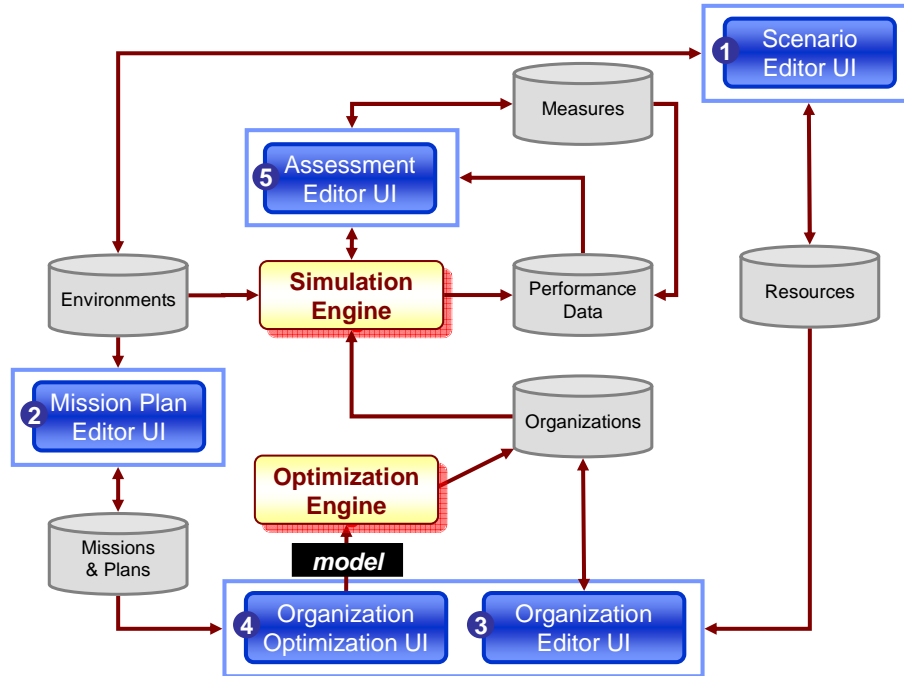 1
Scenario
Editor UI
Measures
5
Assessment
Editor UI
Environments
Simulation
Engine
Performance
Data
Resources
2
Mission Plan
Editor UI
Organizations
Optimization
Engine
Missions
& Plans
model
4
Organization
Optimization UI
3
Organization
Editor UI